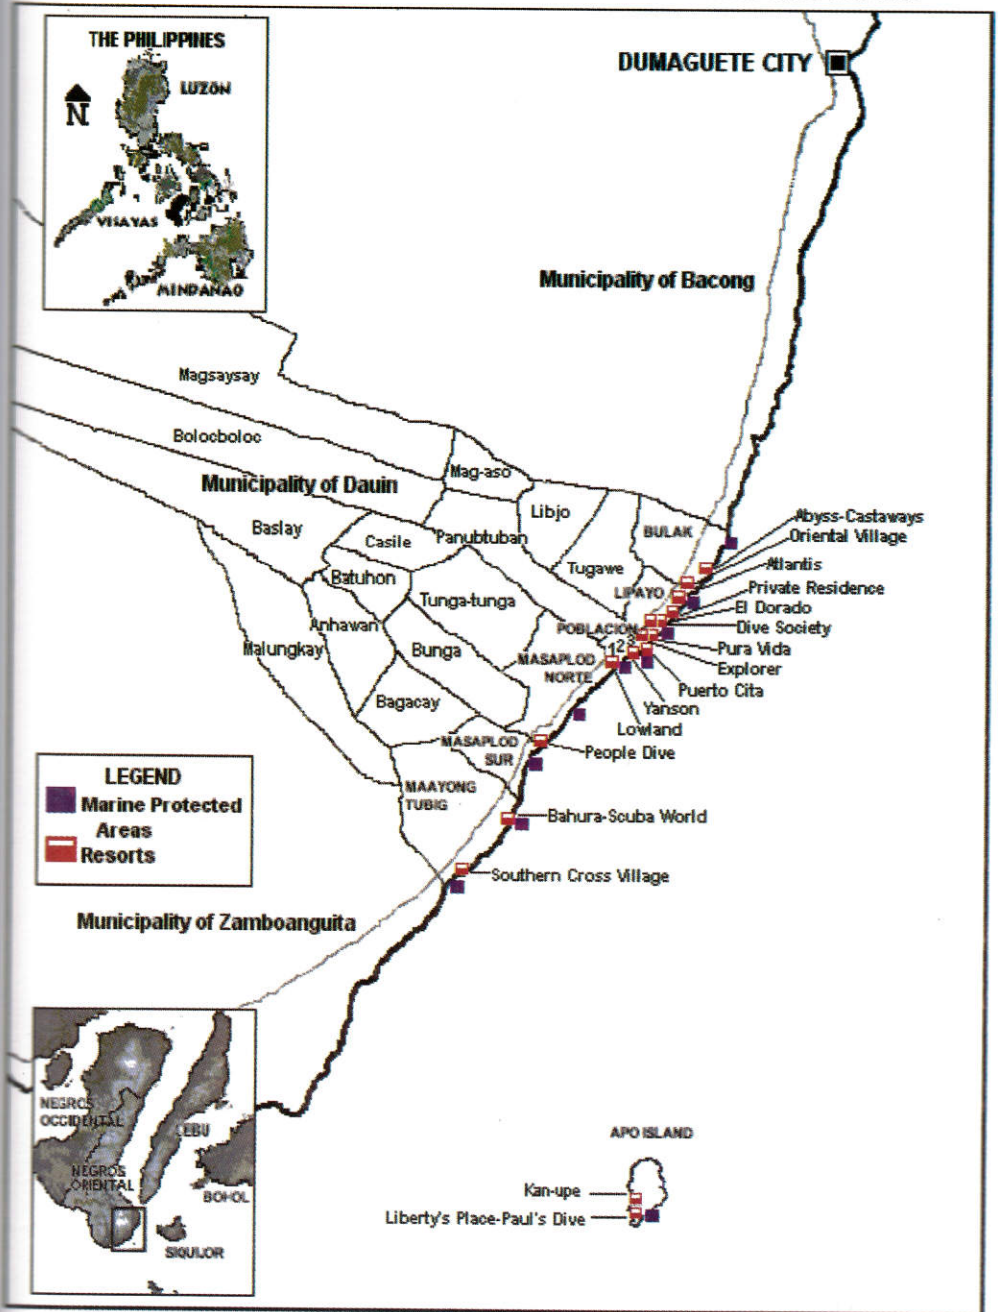 THE PHILIPPINES
LUZON
N
VISAYAS
MINDANAO
DUMAGUETE CITY
Municipality of Bacong
Magsaysay
Bolocboloc
Mag-aso
Municipality of Dauin
Libjo
Baslay
Casile
Panubtuban
BULAK
Abyss-Castaways
Oriental Village
Batuhon
Tugawe
Atlantis
Tunga-tunga
LIPAYO
Private Residence
El Dorado
Anhawan
POBLACION
Dive Society
Malungkay
Bunga
1 2 3
Pura Vida
MASAPLOD
NORTE
Explorer
Puerto Cita
Bagacay
Yanson
Lowland
MASAPLOD
SUR
People Dive
MAAYONG
TUBIG
LEGEND
Marine Protected
Areas
Resorts
Bahura-Scuba World
Southern Cross Village
Municipality of Zamboanguita
NEGROS
OCCIDENTAL
CEBU
NEGROS
ORIENTAL
BOHOL
SIQUIJOR
APO ISLAND
Kan-upe
Liberty's Place-Paul's Dive